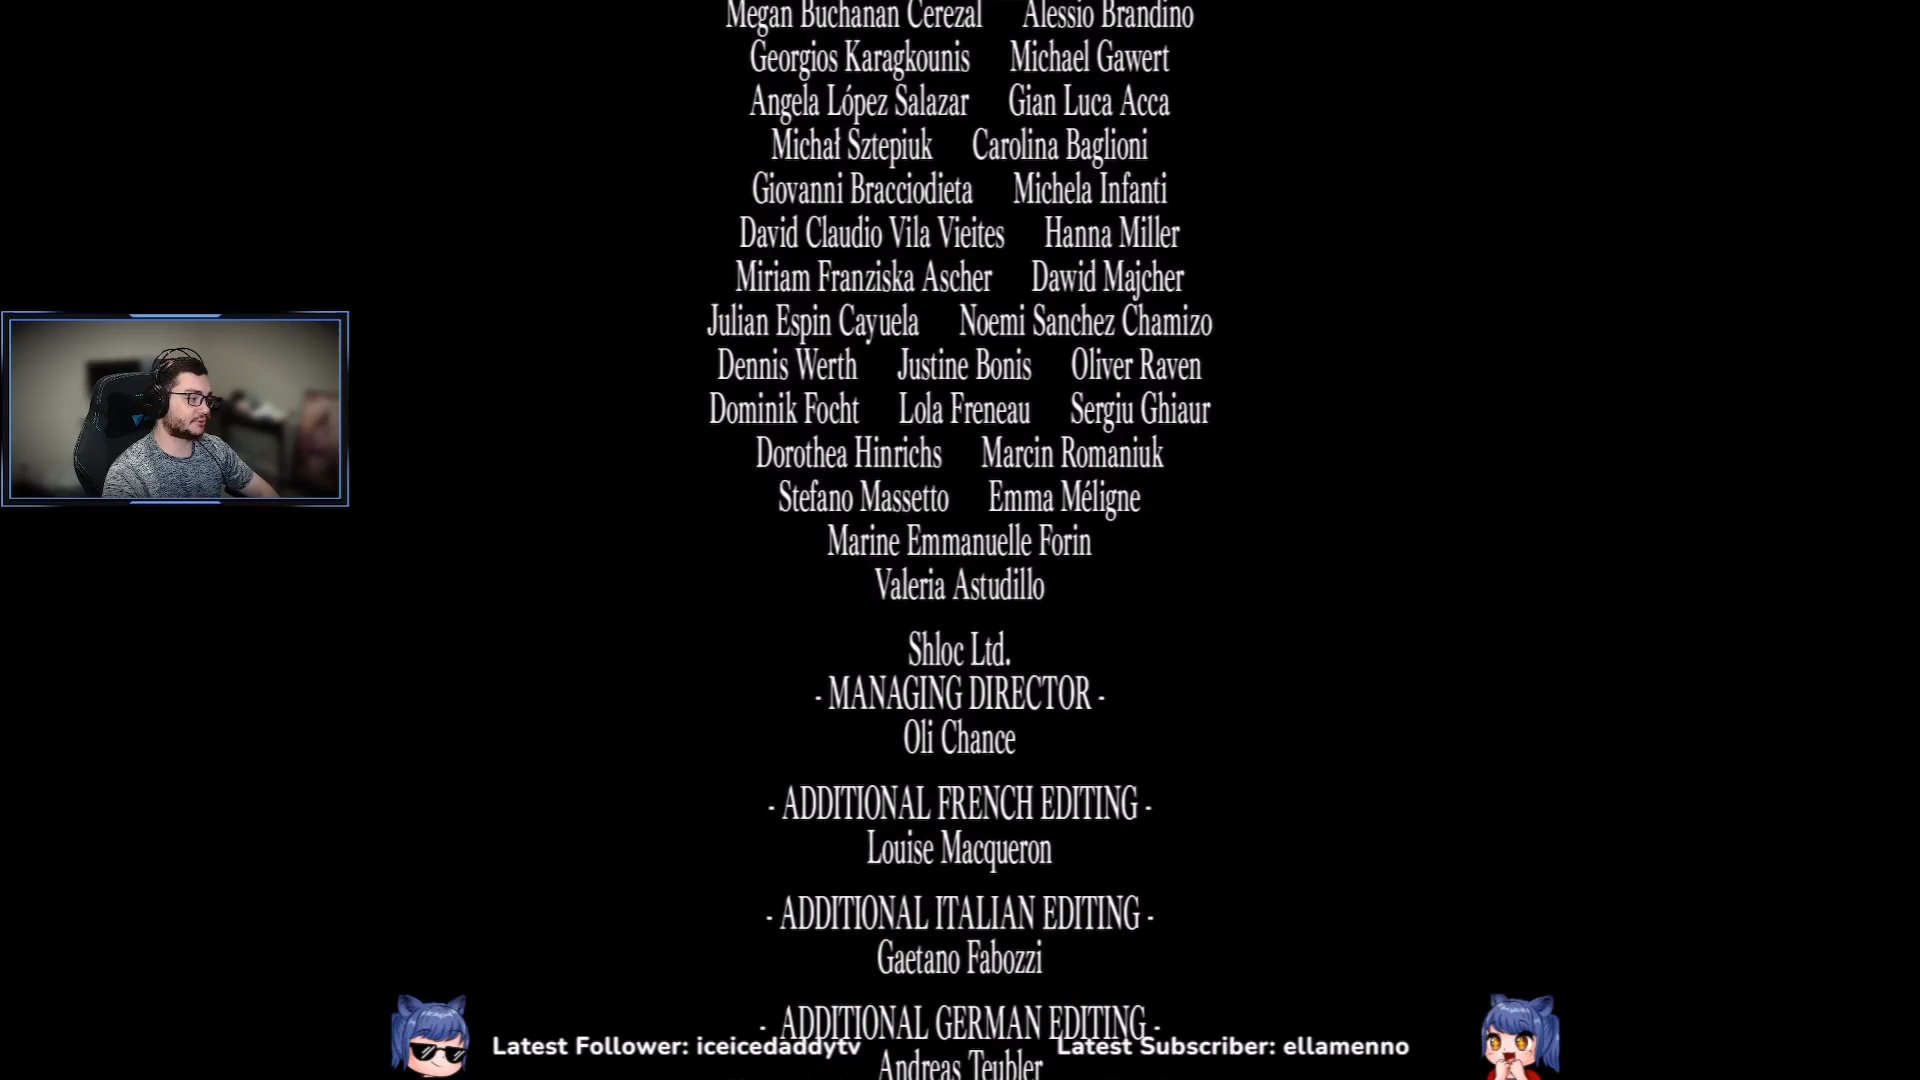 Megan Buchanan Cerezal Alessio Brandino
Georgios Karagkounis Michael Gawert
Angela López Salazar Gian Luca Acca
Michał Sztepiuk Carolina Baglioni
Giovanni Bracciodieta Michela Infanti
David Claudio Vila Vieites Hanna Miller
Miriam Franziska Ascher Dawid Majcher
Julian Espin Cayuela Noemi Sanchez Chamizo
Dennis Werth Justine Bonis Oliver Raven
Dominik Focht Lola Freneau Sergiu Ghiaur
Dorothea Hinrichs Marcin Romaniuk
Stefano Massetto Emma Méligne
Marine Emmanuelle Forin
Valeria Astudillo
Shloc Ltd.
- MANAGING DIRECTOR -
Oli Chance
- ADDITIONAL FRENCH EDITING -
Louise Macqueron
- ADDITIONAL ITALIAN EDITING -
Gaetano Fabozzi
- ADDITIONAL GERMAN EDITING -
Latest Follower: iceicedaddytv
Latest Subscriber: ellamenno
Andreas Teubler